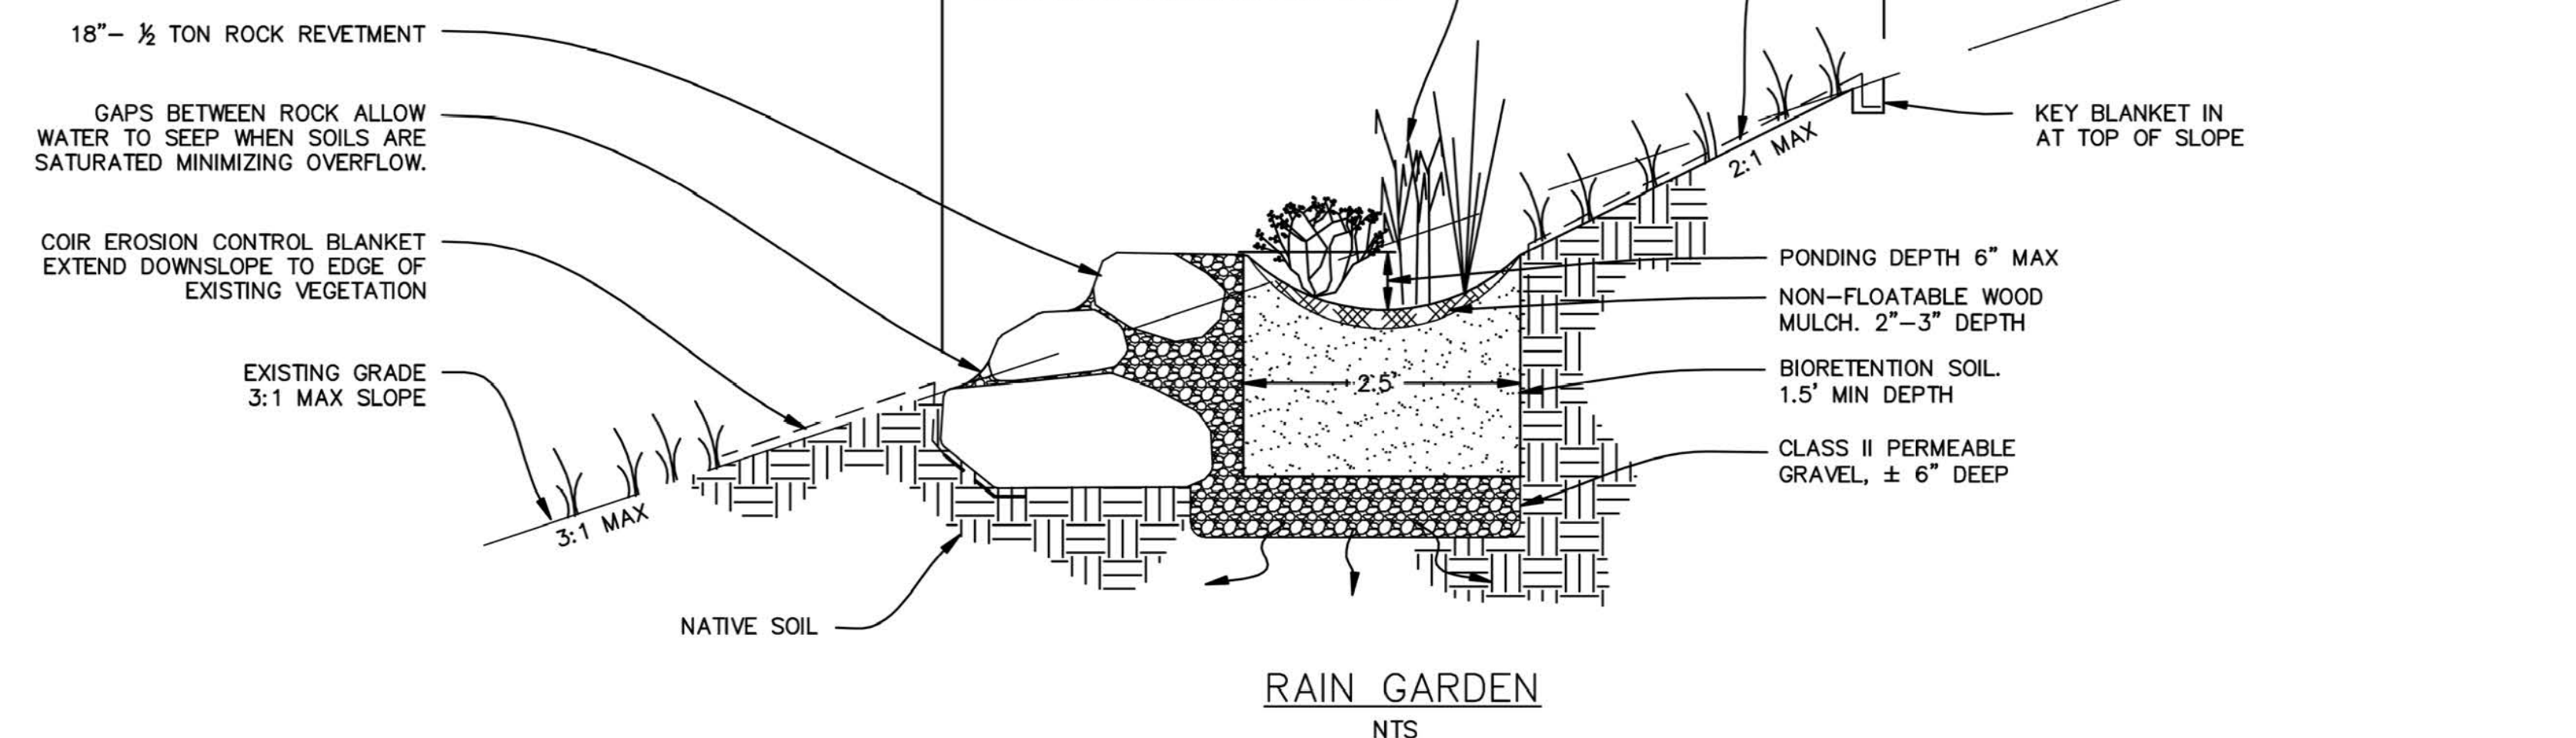 18"- ½ TON ROCK REVETMENT
GAPS BETWEEN ROCK ALLOW
WATER TO SEEP WHEN SOILS ARE
SATURATED MINIMIZING OVERFLOW.
COIR EROSION CONTROL BLANKET
EXTEND DOWNSLOPE TO EDGE OF
EXISTING VEGETATION
EXISTING GRADE
3:1 MAX SLOPE
3:1 MAX
NATIVE SOIL
2.5'
2:1 MAX
KEY BLANKET IN
AT TOP OF SLOPE
PONDING DEPTH 6" MAX
NON-FLOATABLE WOOD
MULCH. 2"-3" DEPTH
BIORETENTION SOIL.
1.5' MIN DEPTH
CLASS II PERMEABLE
GRAVEL, ± 6" DEEP
RAIN GARDEN
NTS